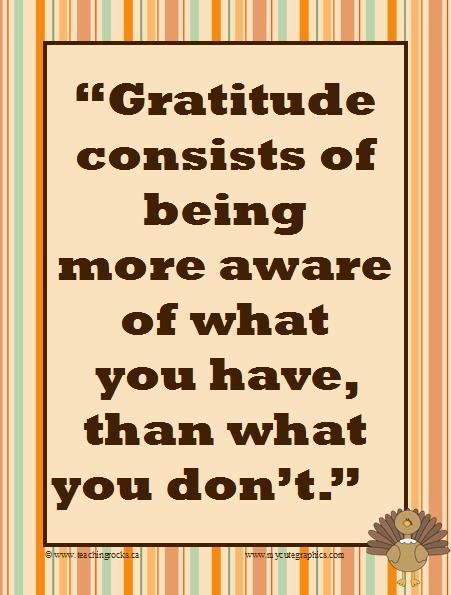 “Gratitude
consists of
being
more aware
of what
you have,
than what
you don’t.”
© www.teachingrocks.ca www.mycutegraphics.com